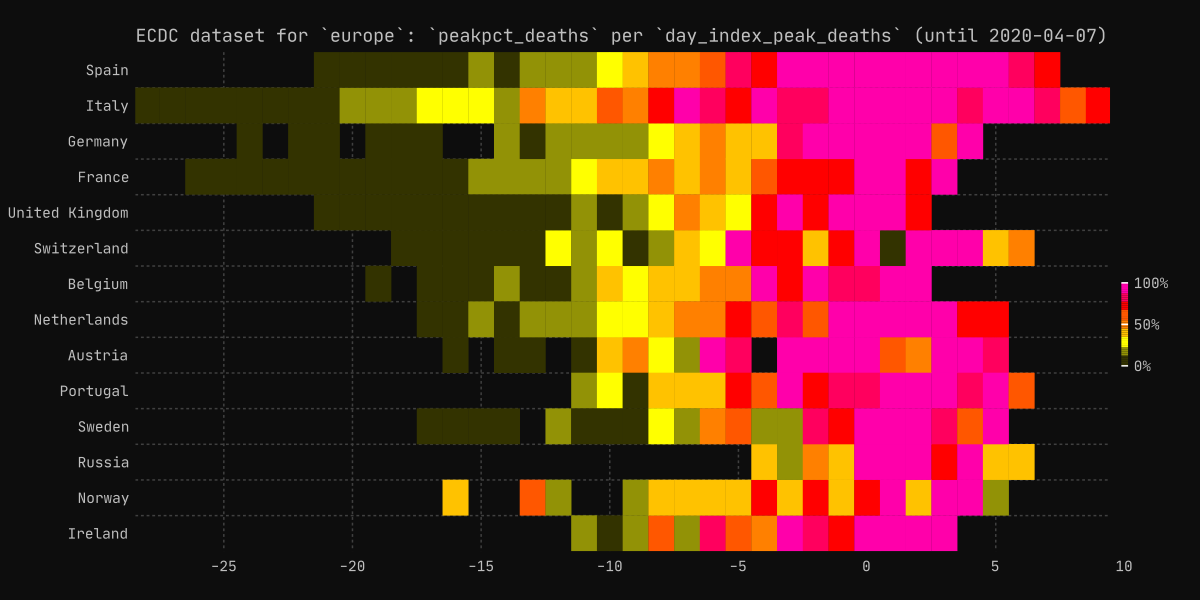 ECDC dataset for `europe`: `peakpct_deaths` per `day_index_peak_deaths` (until 2020-04-07)
Spain
Italy
Germany
France
United Kingdom
Switzerland
Belgium
Netherlands
Austria
Portugal
Sweden
Russia
Norway
Ireland
100%
50%
0%
-25 -20 -15 -10 -5 0 5 10